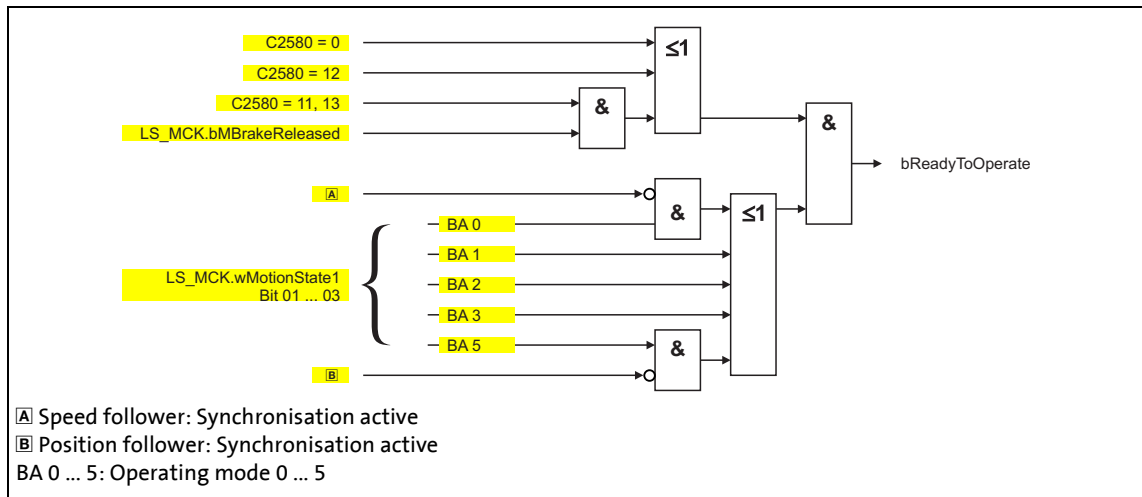 C2580 = 0
≤1
C2580 = 12
C2580 = 11, 13
&
LS_MCK.bMBrakeReleased
&
bReadyToOperate
A
&
≤1
BA 0
BA 1
LS_MCK.wMotionState1
Bit 01 ... 03
BA 2
BA 3
BA 5
&
B
A Speed follower: Synchronisation active
B Position follower: Synchronisation active
BA 0 ... 5: Operating mode 0 ... 5